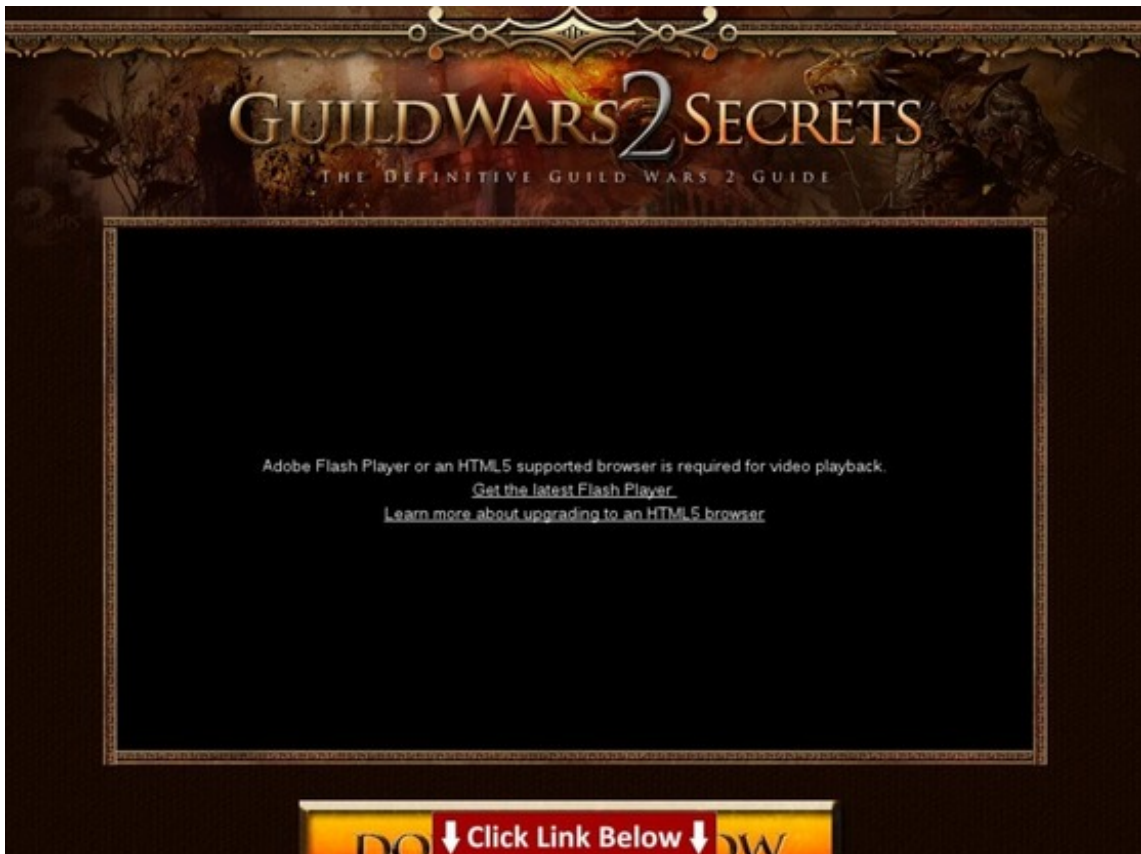 GUILDWARS2SECRETS
THE DEFINITIVE GUILD WARS 2 GUIDE
Adobe Flash Player or an HTML5 supported browser is required for video playback.
Get the latest Flash Player
Learn more about upgrading to an HTML5 browser
Click Link Below